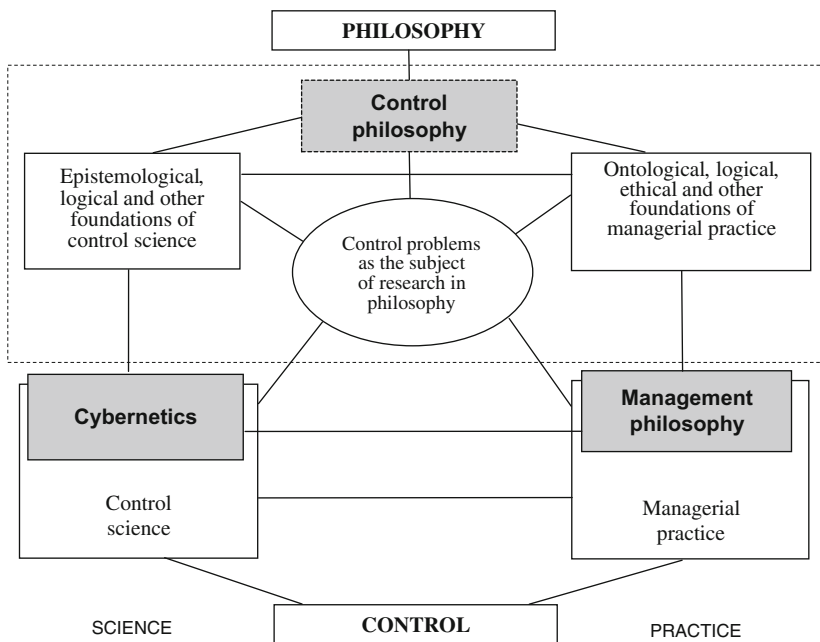 PHILOSOPHY
Control
philosophy
Epistemological,
logical and other
foundations of
control science
Ontological, logical,
ethical and other
foundations of
managerial practice
Control problems
as the subject
of research in
philosophy
Cybernetics
Management
philosophy
Control
science
Managerial
practice
SCIENCE
CONTROL
PRACTICE